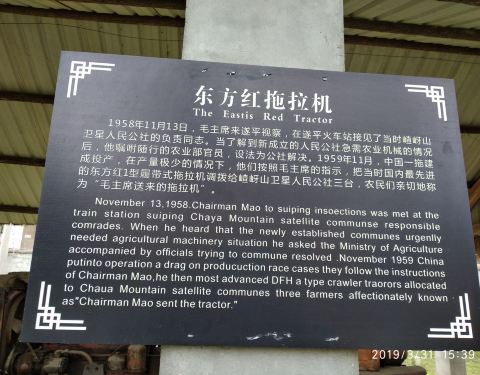 东方红拖拉机
The Eastis Red Tractor
1958年11月13日，毛主席来遂平视察，在遂平火车站接见了当时嵖岈山
卫星人民公社的负责同志。当了解到新成立的人民公社急需农业机械的情况
后，他嘱咐随行的农业部官员，设法为公社解决。1959年11月，中国一拖建
成投产，在产量极少的情况下，他们按照毛主席的指示，把当时国内最先进
的东方红1型履带式拖拉机调拨给嵖岈山卫星人民公社三台，农民们亲切地称
为“毛主席送来的拖拉机”。
November 13,1958.Chairman Mao to suiping insoections was met at the
train station suiping Chaya Mountain satellite communse responsible
comrades. When he heard that the newly established communes urgently
needed agricultural machinery situation he asked the Ministry of Agriculture
accompanied by officials trying to commune resolved .November 1959 China
putinto operation a drag on producuction race cases they follow the instructions
of Chairman Mao,he then most advanced DFH a type crawler traorors allocated
to Chaua Mountain satellite communes three farmers affectionately known
as"Chairman Mao sent the tractor."
2019/3/31 15:39